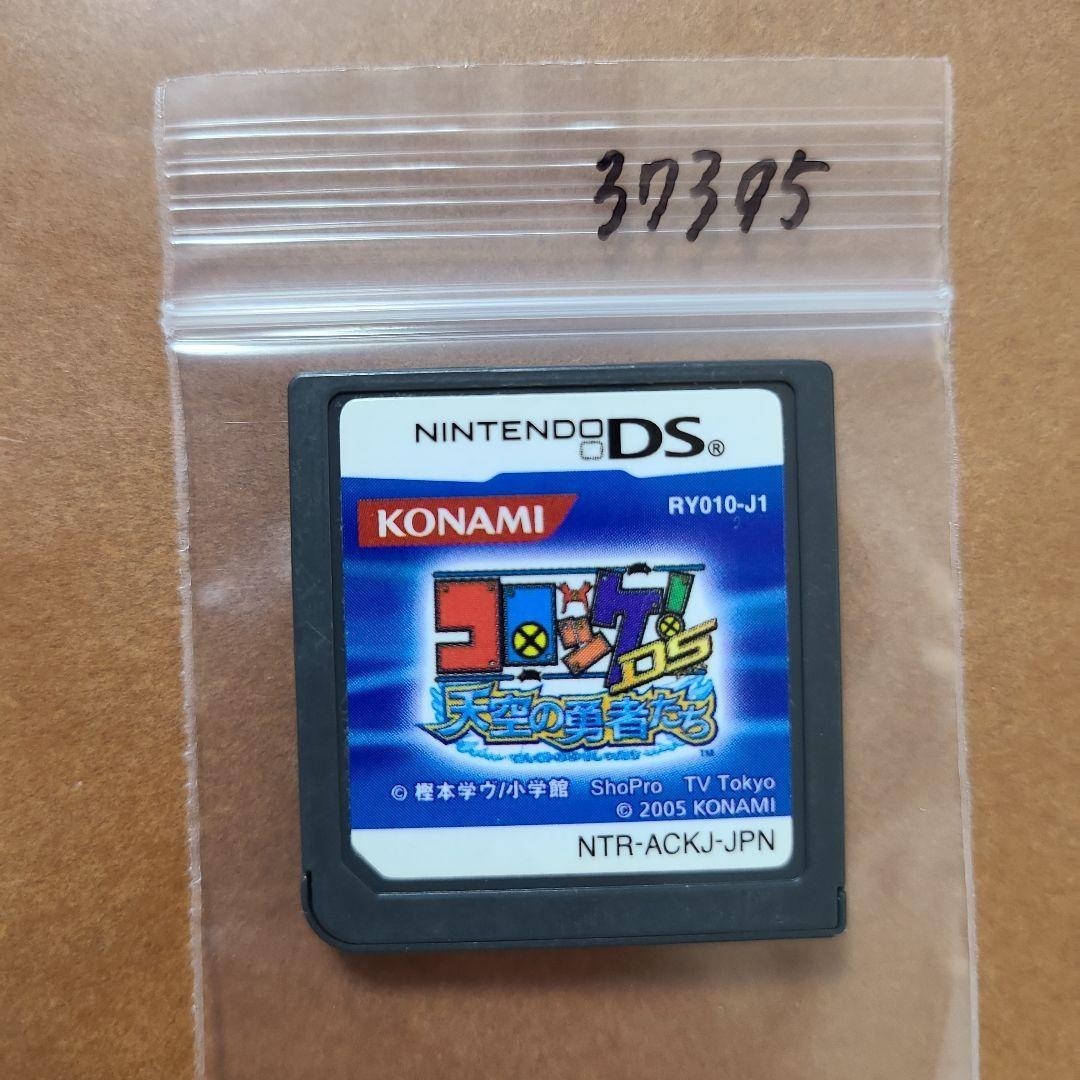 37395
NINTENDO DS®
KONAMI
RY010-J1
コロッケ!
DS
天空の勇者たち
TM
© 樫本学ヴ/小学館 ShoPro TV Tokyo
© 2005 KONAMI
NTR-ACKJ-JPN